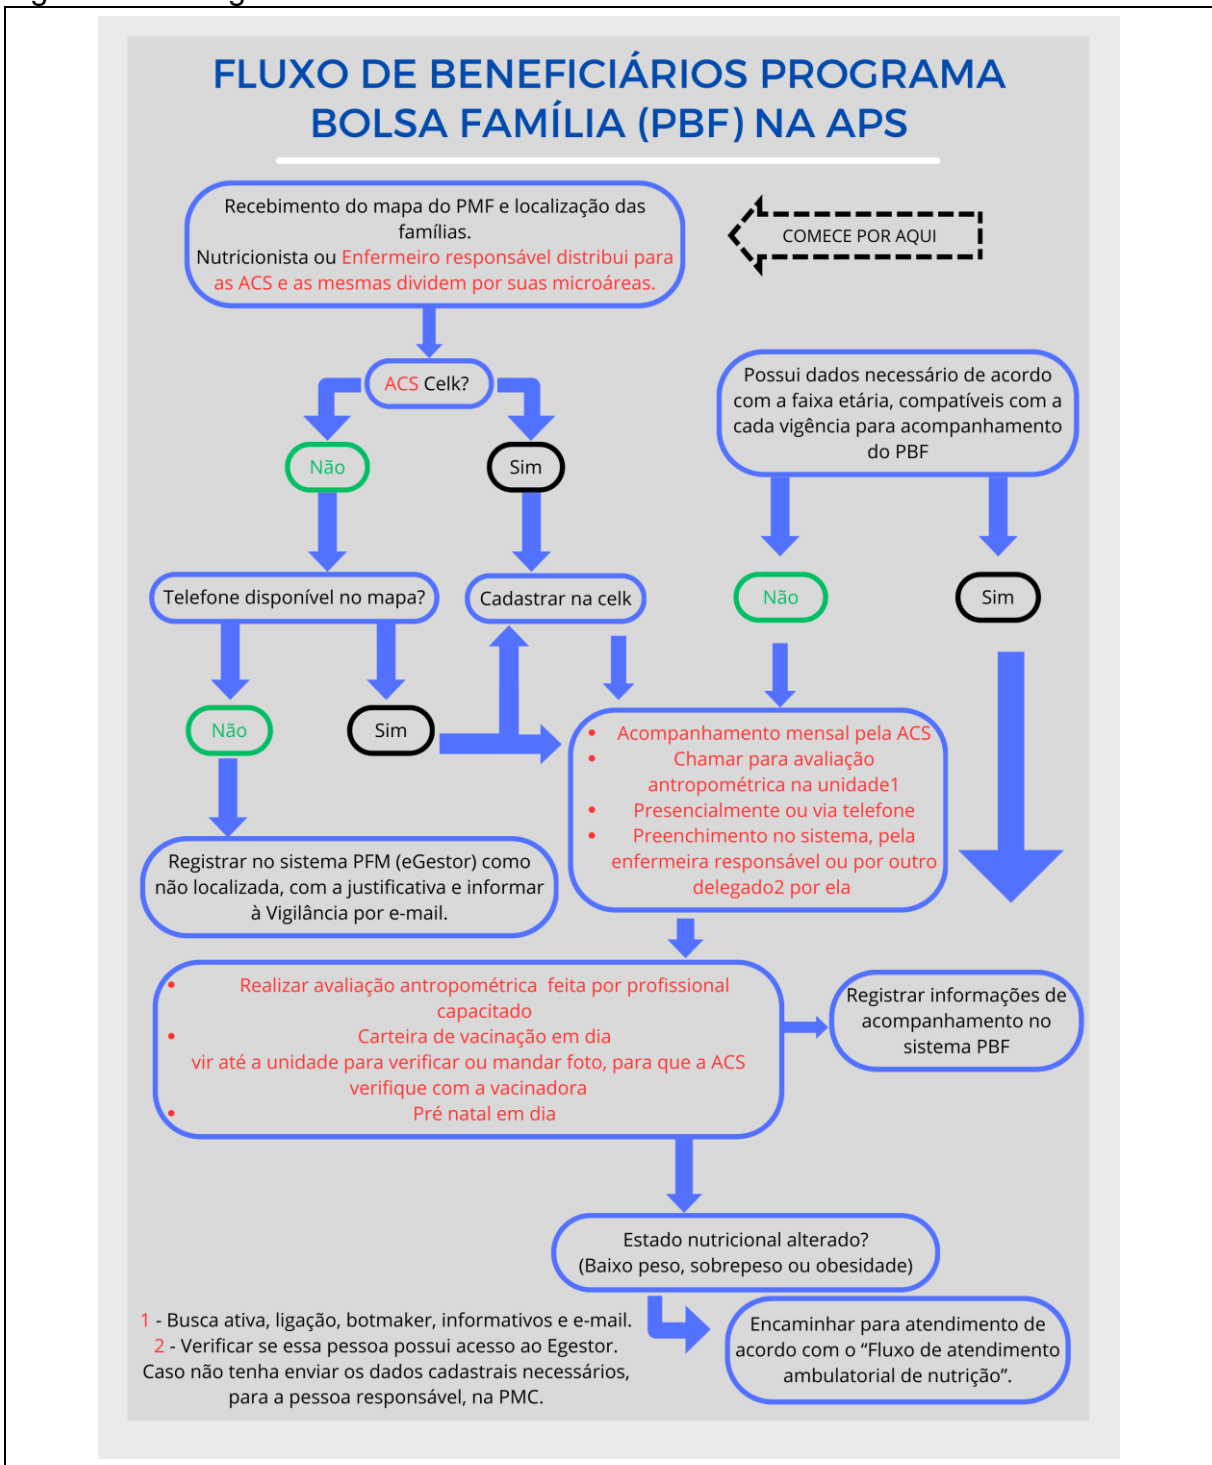 FLUXO DE BENEFICIÁRIOS PROGRAMA
BOLSA FAMÍLIA (PBF) NA APS
Recebimento do mapa do PMF e localização das
famílias.
Nutricionista ou Enfermeiro responsável distribui para
as ACS e as mesmas dividem por suas microáreas.
COMECE POR AQUI
ACS Celk?
Possui dados necessário de acordo
com a faixa etária, compatíveis com a
cada vigência para acompanhamento
do PBF
Não
Sim
Telefone disponível no mapa?
Cadastrar na celk
Não
Sim
Não
Sim
• Acompanhamento mensal pela ACS
• Chamar para avaliação
antropométrica na unidade1
• Presencialmente ou via telefone
• Preenchimento no sistema, pela
enfermeira responsável ou por outro
delegado2 por ela
Registrar no sistema PFM (eGestor) como
não localizada, com a justificativa e informar
à Vigilância por e-mail.
• Realizar avaliação antropométrica feita por profissional
capacitado
• Carteira de vacinação em dia
vir até a unidade para verificar ou mandar foto, para que a ACS
verifique com a vacinadora
• Pré natal em dia
Registrar informações de
acompanhamento no
sistema PBF
Estado nutricional alterado?
(Baixo peso, sobrepeso ou obesidade)
Encaminhar para atendimento de
acordo com o “Fluxo de atendimento
ambulatorial de nutrição”.
1 - Busca ativa, ligação, botmaker, informativos e e-mail.
2 - Verificar se essa pessoa possui acesso ao Egestor.
Caso não tenha enviar os dados cadastrais necessários,
para a pessoa responsável, na PMC.